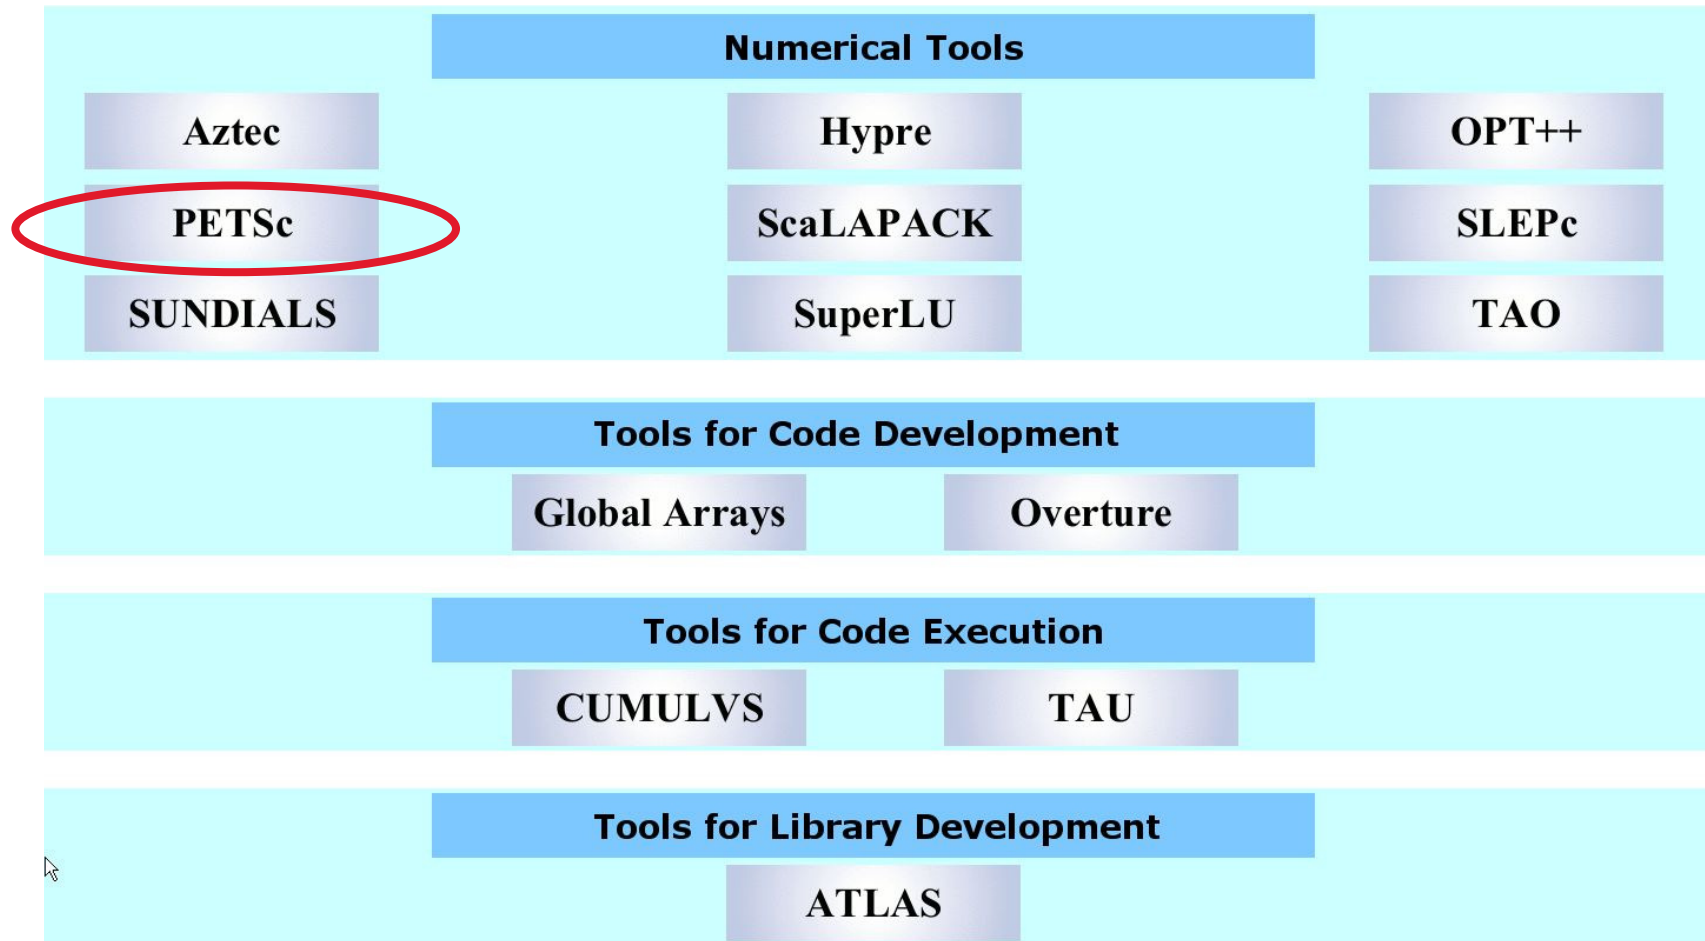 Numerical Tools
Aztec Hypre OPT++
PETSc ScaLAPACK SLEPc
SUNDIALS SuperLU TAO
Tools for Code Development
Global Arrays Overture
Tools for Code Execution
CUMULVS TAU
Tools for Library Development
ATLAS